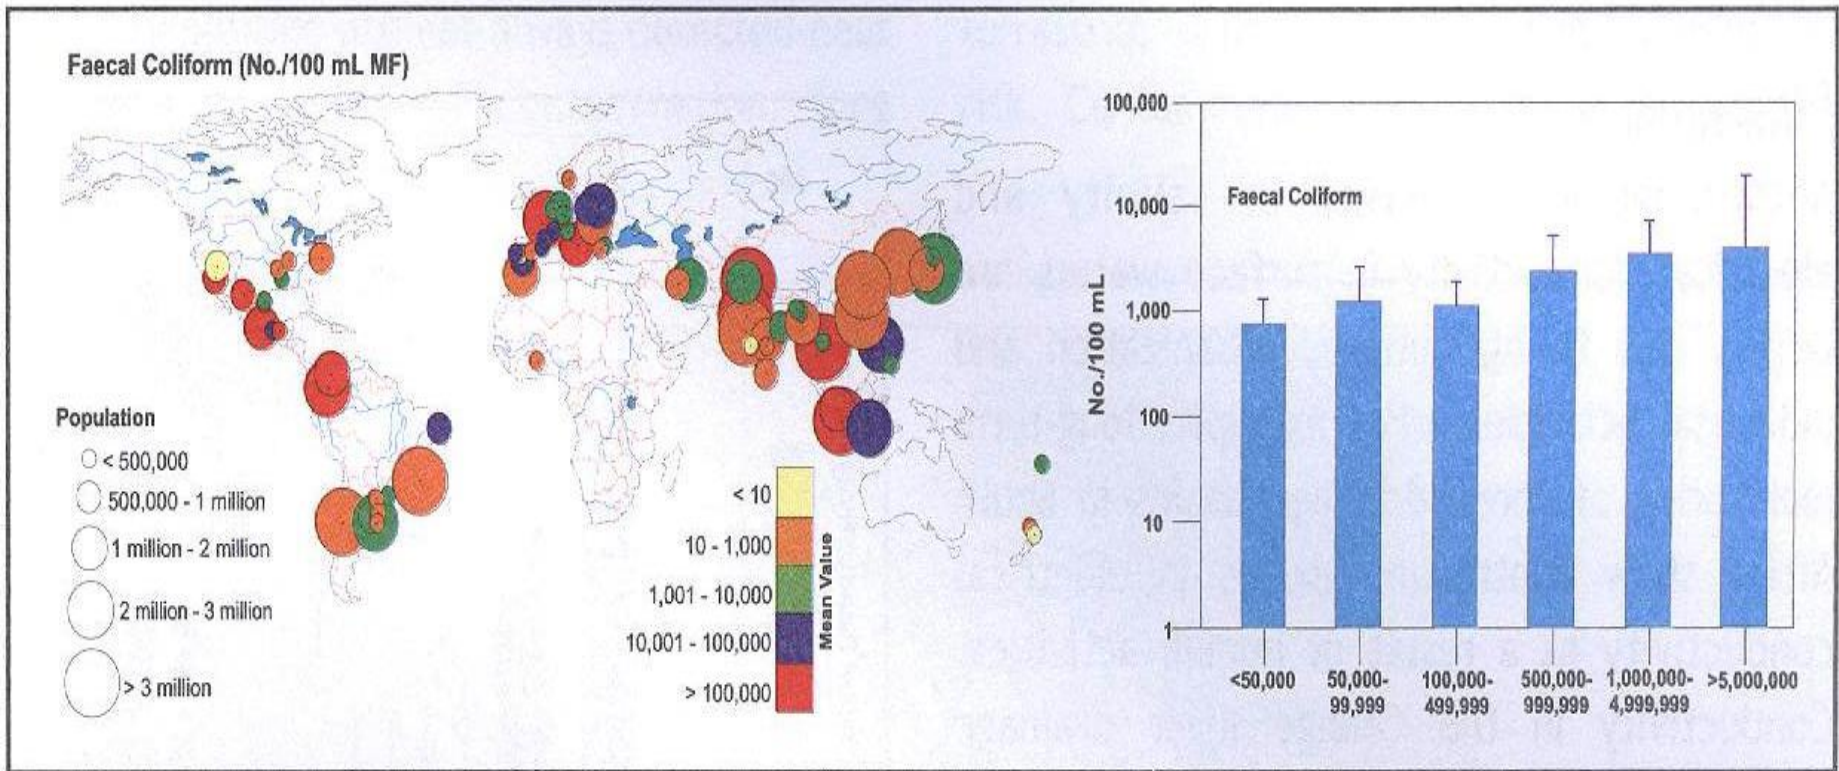 Faecal Coliform (No./100 mL MF)
Population
< 500,000
500,000 - 1 million
1 million - 2 million
2 million - 3 million
> 3 million
< 10
10 - 1,000
1,001 - 10,000
10,001 - 100,000
> 100,000
Mean Value
Faecal Coliform
No./100 mL
100,000
10,000
1,000
100
10
1
<50,000
50,000-
99,999
100,000-
499,999
500,000-
999,999
1,000,000-
4,999,999
>5,000,000